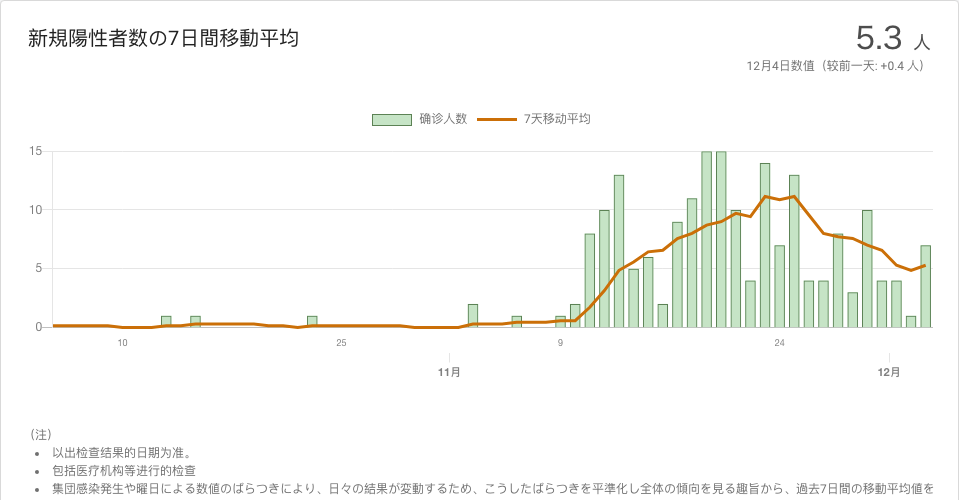 新規陽性者数の7日間移動平均
5.3 人
12月4日数值（较前一天: +0.4 人）
确诊人数 7天移动平均
15
10
5
0
10 25 9 24
11月 12月
（注）
• 以出检查结果的日期为准。
• 包括医疗机构等进行的检查
• 集団感染発生や曜日による数値のばらつきにより、日々の結果が変動するため、こうしたばらつきを平準化し全体の傾向を見る趣旨から、過去7日間の移動平均値を